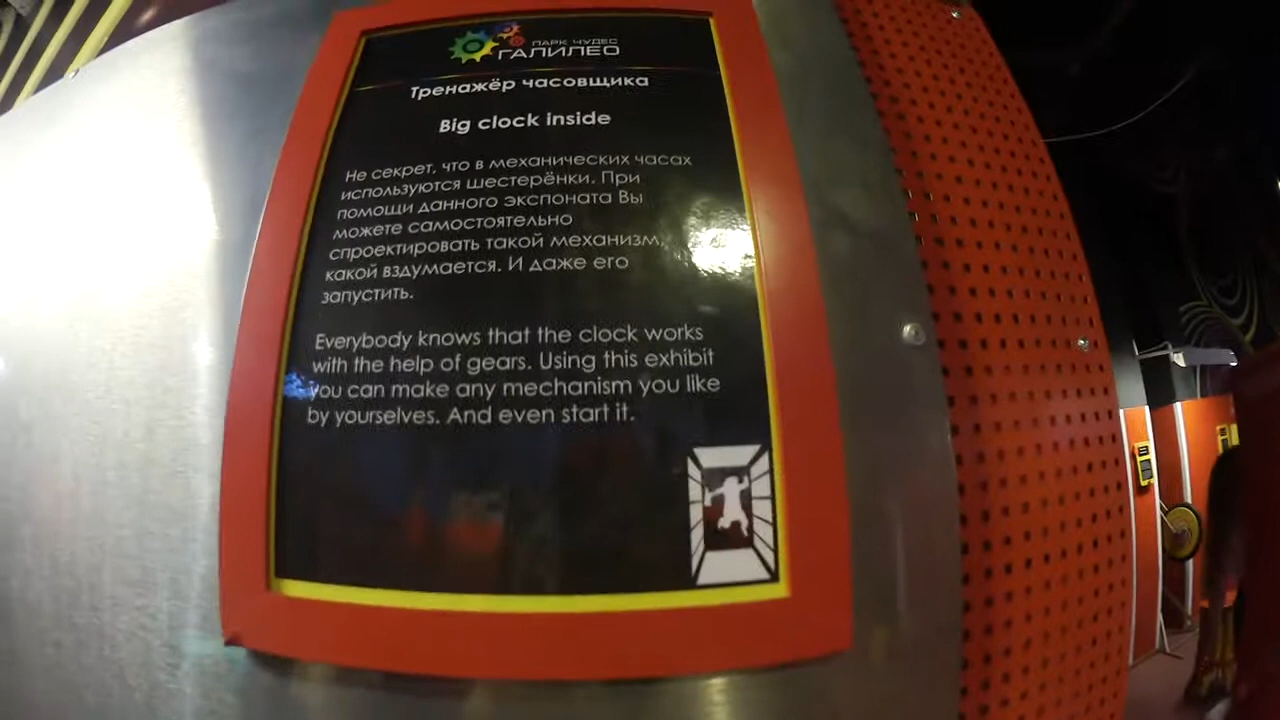 ПАРК ЧУДЕС
ГАЛИЛЕО
Тренажёр часовщика
Big clock inside
Не секрет, что в механических часах
используются шестерёнки. При
помощи данного экспоната Вы
можете самостоятельно
спроектировать такой механизм,
какой вздумается. И даже его
запустить.
Everybody knows that the clock works
with the help of gears. Using this exhibit
you can make any mechanism you like
by yourselves. And even start it.